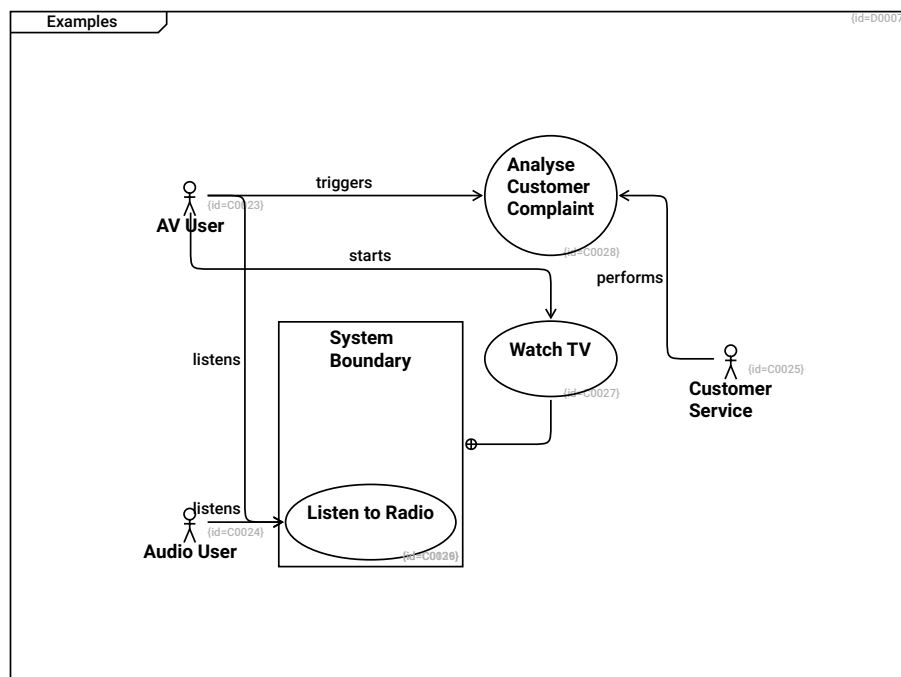 Examples
{id=D0007
Analyse
Customer
Complaint
triggers
{id=C0023}
AV User
{id=C0028}
starts
performs
System
Boundary
Watch TV
listens
{id=C0025}
Customer
Service
{id=C0027}
listens
Listen to Radio
{id=C0024}
Audio User